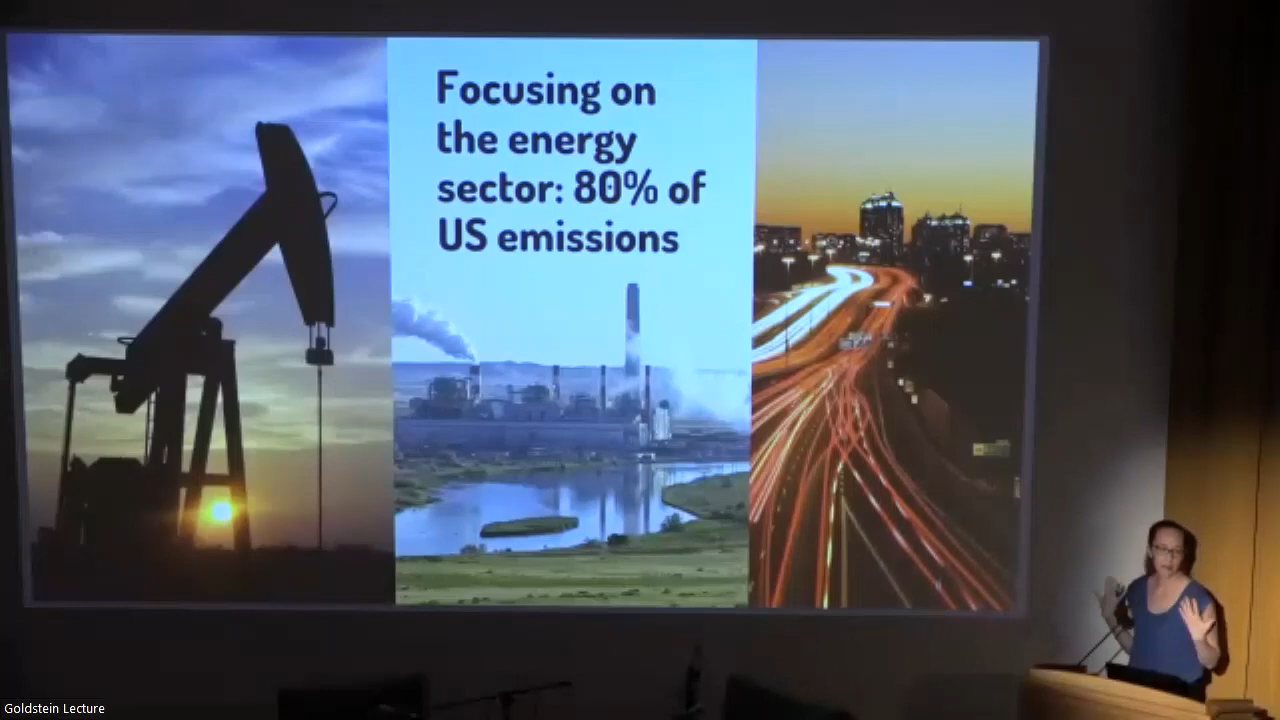 Focusing on
the energy
sector: 80% of
US emissions
Goldstein Lecture